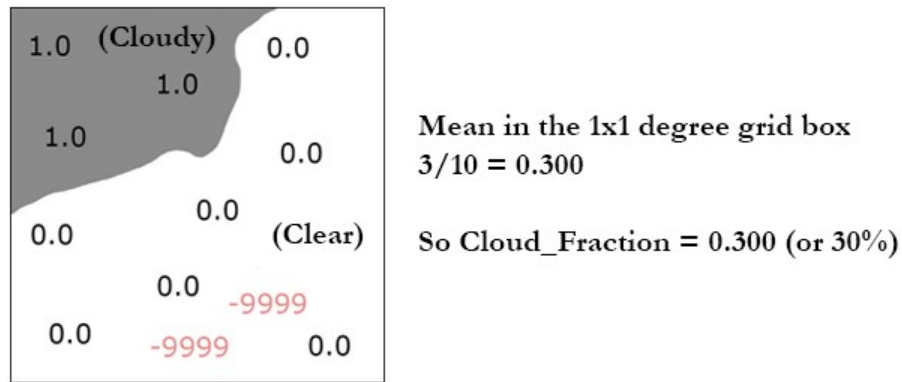 1.0 (Cloudy) 0.0
1.0
1.0
0.0
0.0
0.0 (Clear)
0.0 -9999
0.0 -9999 0.0
Mean in the 1x1 degree grid box
3/10 = 0.300
So Cloud_Fraction = 0.300 (or 30%)